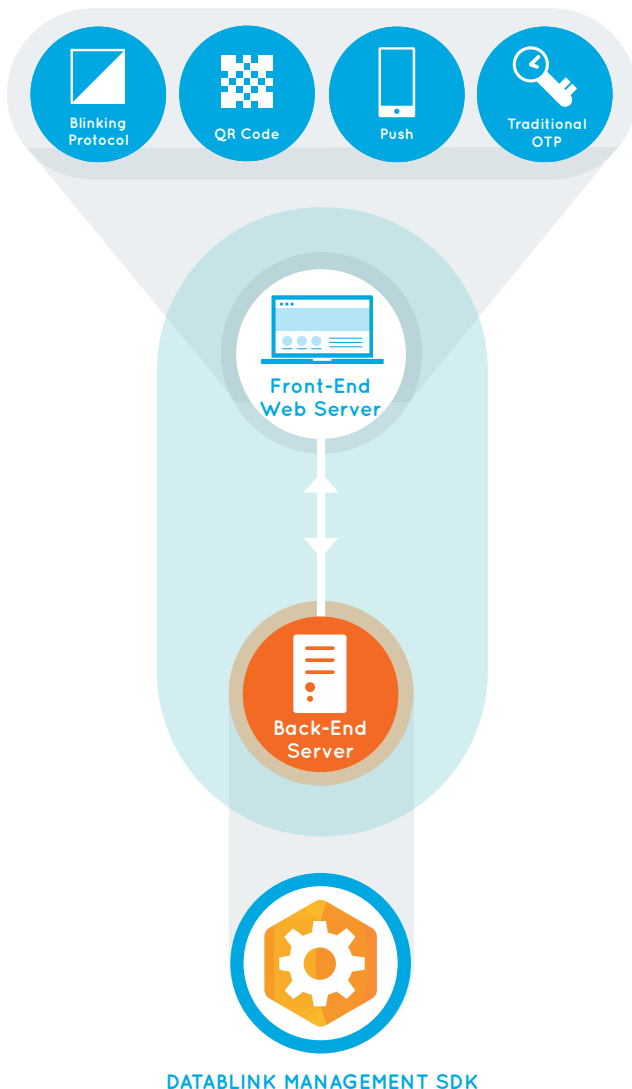 Blinking
Protocol
QR Code
Push
Traditional
OTP
Front-End
Web Server
Back-End
Server
DATABLINK MANAGEMENT SDK